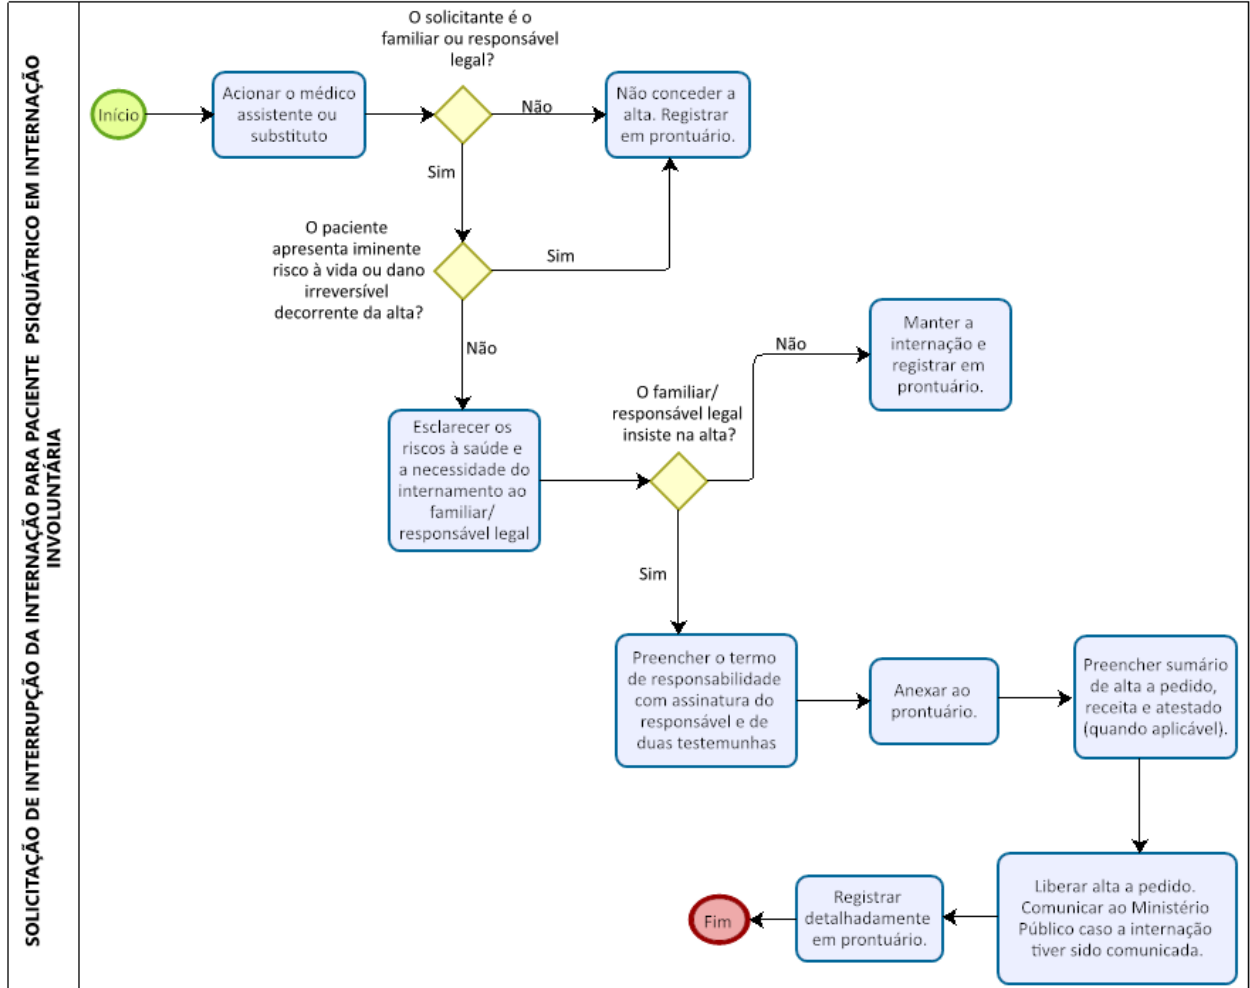 SOLICITAÇÃO DE INTERRUPÇÃO DA INTERNAÇÃO PARA PACIENTE PSIQUIÁTRICO EM INTERNAÇÃO
INVOLUNTÁRIA
Início
Acionar o médico
assistente ou
substituto
O solicitante é o
familiar ou responsável
legal?
Não
Não conceder a
alta. Registrar
em prontuário.
Sim
O paciente
apresenta iminente
risco à vida ou dano
irreversível
decorrente da alta?
Sim
Não
Esclarecer os
riscos à saúde e
a necessidade do
internamento ao
familiar/
responsável legal
O familiar/
responsável legal
insiste na alta?
Não
Manter a
internação e
registrar em
prontuário.
Sim
Preencher o termo
de responsabilidade
com assinatura do
responsável e de
duas testemunhas
Anexar ao
prontuário.
Preencher sumário
de alta a pedido,
receita e atestado
(quando aplicável).
Liberar alta a pedido.
Comunicar ao Ministério
Público caso a internação
tiver sido comunicada.
Registrar
detalhadamente
em prontuário.
Fim